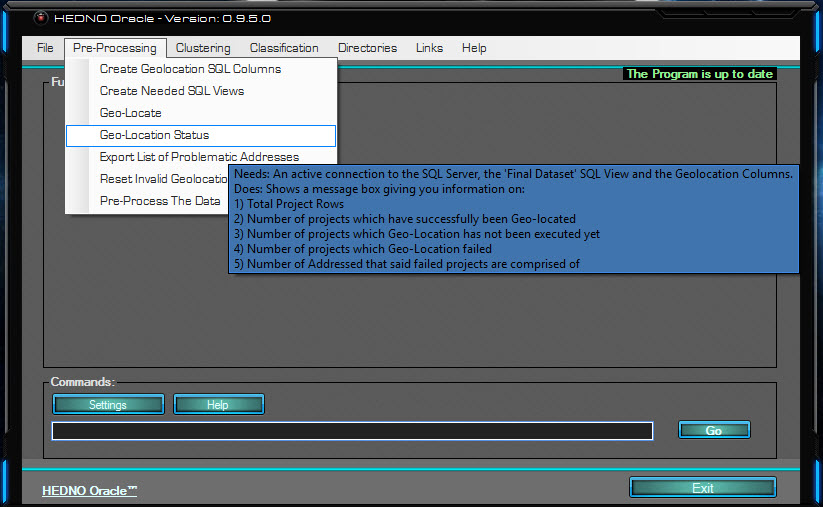 HEDNO Oracle - Version: 0.9.5.0
File Pre-Processing Clustering Classification Directories Links Help
The Program is up to date
Fu
Create Geolocation SQL Columns
Create Needed SQL Views
Geo-Locate
Geo-Location Status
Export List of Problematic Addresses
Reset Invalid Geolocatio
Pre-Process The Data
Needs: An active connection to the SQL Server, the 'Final Dataset' SQL View and the Geolocation Columns.
Does: Shows a message box giving you information on:
1) Total Project Rows
2) Number of projects which have successfully been Geo-located
3) Number of projects which Geo-Location has not been executed yet
4) Number of projects which Geo-Location failed
5) Number of Addressed that said failed projects are comprised of
Commands:
Settings Help
Go
HEDNO Oracle™
Exit